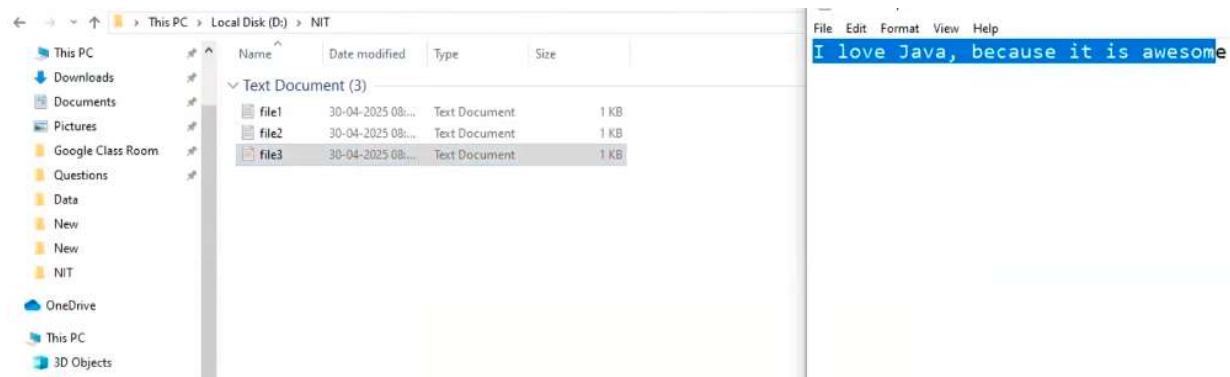 This PC > Local Disk (D:) > NIT
This PC
Downloads
Documents
Pictures
Google Class Room
Questions
Data
New
New
NIT
OneDrive
This PC
3D Objects
Name Date modified Type Size
Text Document (3)
file1 30-04-2025 08:... Text Document 1 KB
file2 30-04-2025 08:... Text Document 1 KB
file3 30-04-2025 08:... Text Document 1 KB
File Edit Format View Help
I love Java, because it is awesome